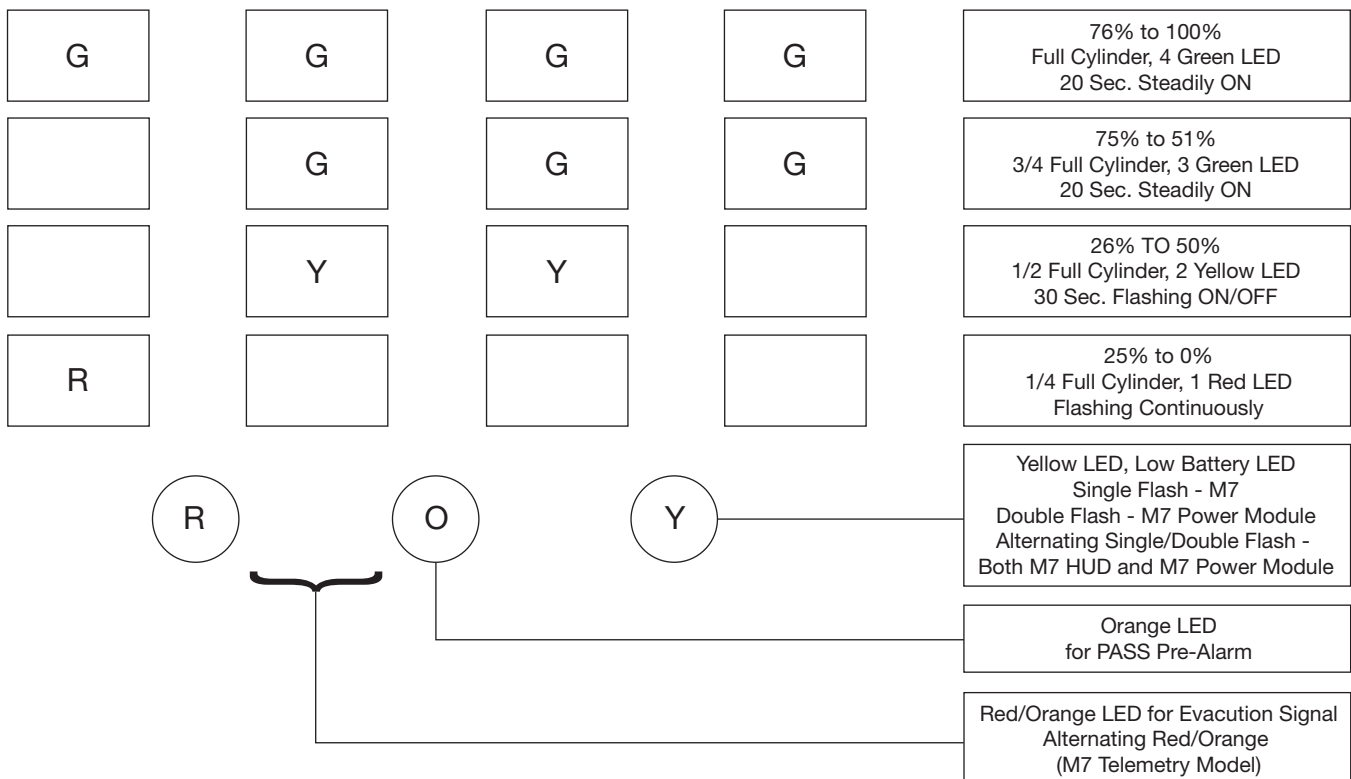 G G G G
76% to 100%
Full Cylinder, 4 Green LED
20 Sec. Steadily ON
G G G
75% to 51%
3/4 Full Cylinder, 3 Green LED
20 Sec. Steadily ON
Y Y
26% TO 50%
1/2 Full Cylinder, 2 Yellow LED
30 Sec. Flashing ON/OFF
R
25% to 0%
1/4 Full Cylinder, 1 Red LED
Flashing Continuously
R O Y
Yellow LED, Low Battery LED
Single Flash - M7
Double Flash - M7 Power Module
Alternating Single/Double Flash -
Both M7 HUD and M7 Power Module
Orange LED
for PASS Pre-Alarm
Red/Orange LED for Evacution Signal
Alternating Red/Orange
(M7 Telemetry Model)